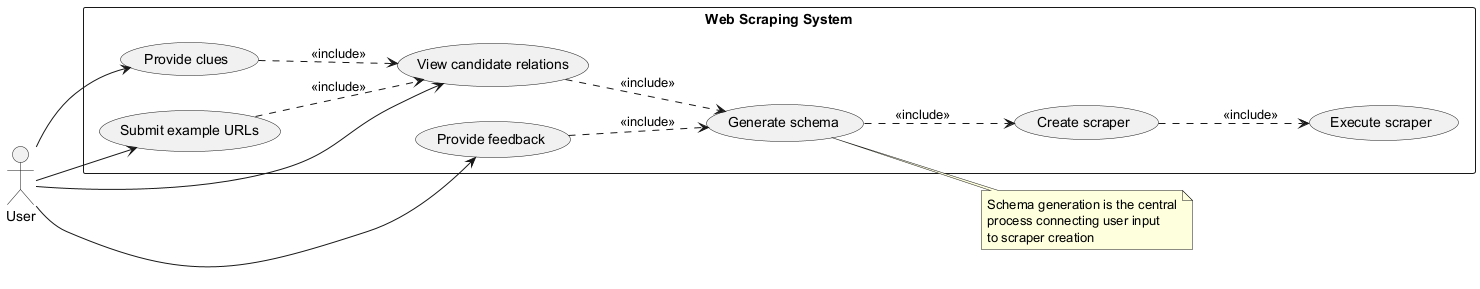 Web Scraping System
Provide clues
«include»
View candidate relations
«include»
Submit example URLs
«include»
Provide feedback
«include»
Generate schema
«include»
Create scraper
«include»
Execute scraper
User
Schema generation is the central
process connecting user input
to scraper creation